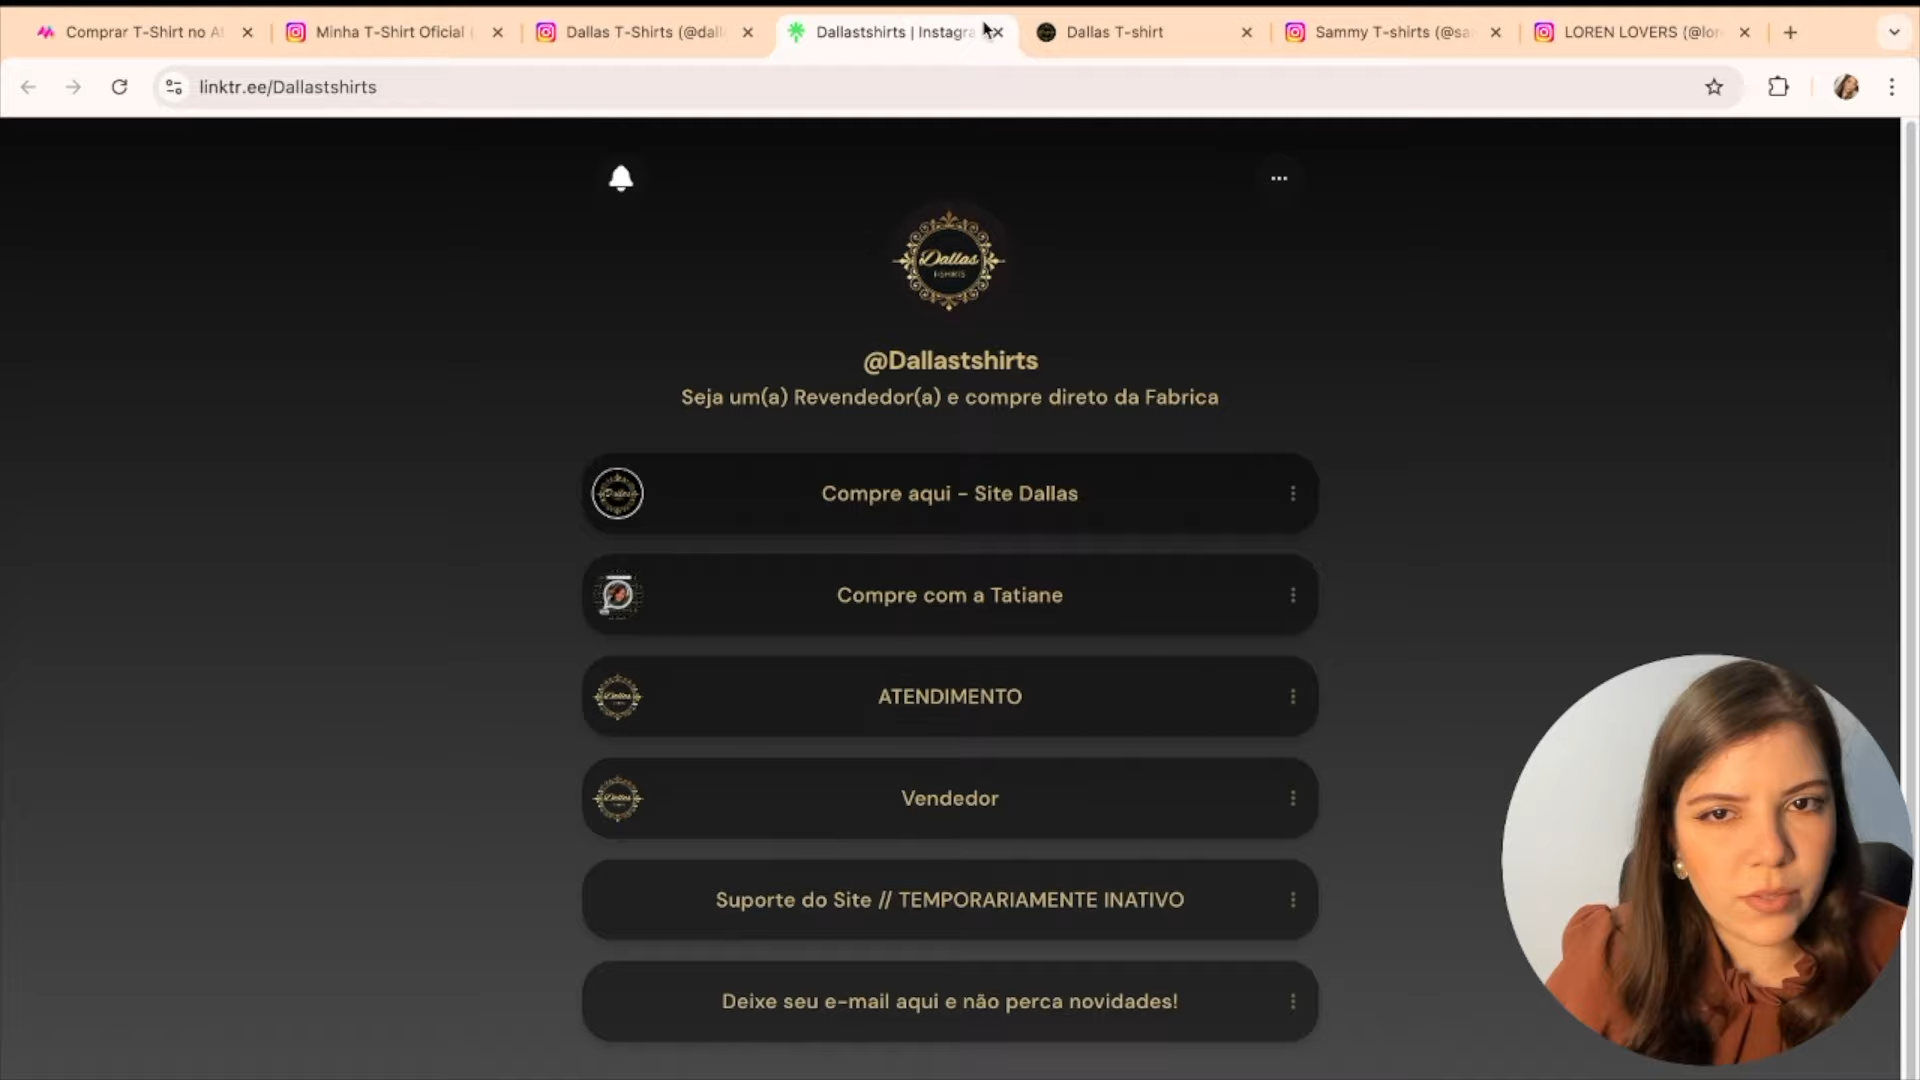 Comprar T-Shirt no A
Minha T-Shirt Oficial
Dallas T-Shirts (@dall
Dallastshirts | Instagra
Dallas T-shirt
Sammy T-shirts (@sa
LOREN LOVERS (@lor
linktr.ee/Dallastshirts
Dallas
T-SHIRTS
@Dallastshirts
Seja um(a) Revendedor(a) e compre direto da Fabrica
Compre aqui - Site Dallas
Compre com a Tatiane
ATENDIMENTO
Vendedor
Suporte do Site // TEMPORARIAMENTE INATIVO
Deixe seu e-mail aqui e não perca novidades!